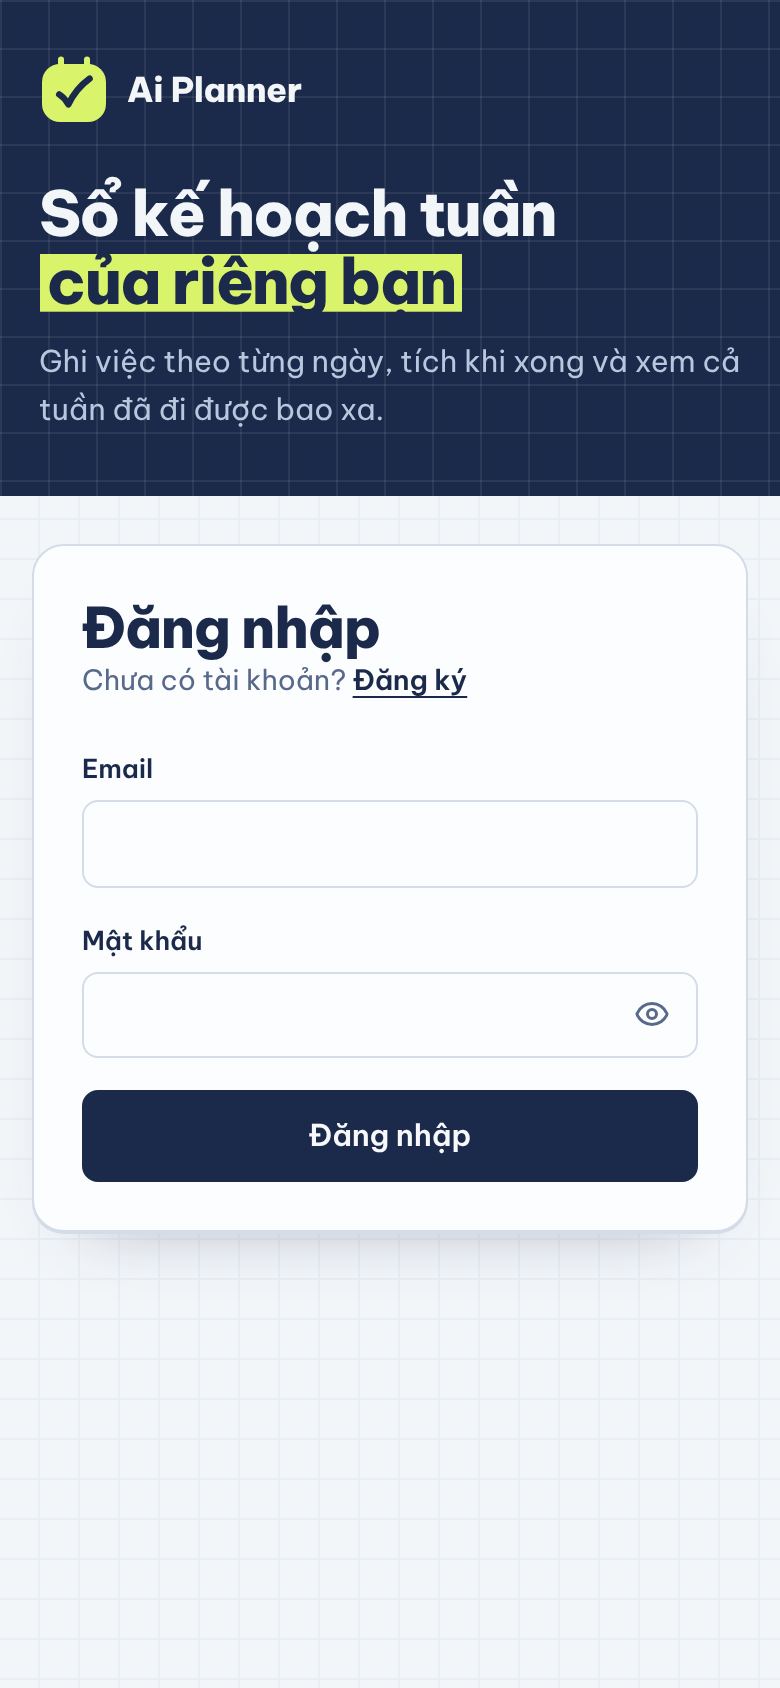 Ai Planner
Sổ kế hoạch tuần
của riêng bạn
Ghi việc theo từng ngày, tích khi xong và xem cả
tuần đã đi được bao xa.
Đăng nhập
Chưa có tài khoản? Đăng ký
Email
Mật khẩu
Đăng nhập